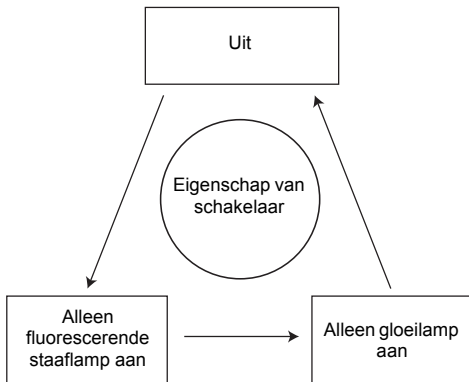 Uit
Eigenschap van
schakelaar
Alleen
fluorescerende
staaflamp aan
Alleen gloeilamp
aan